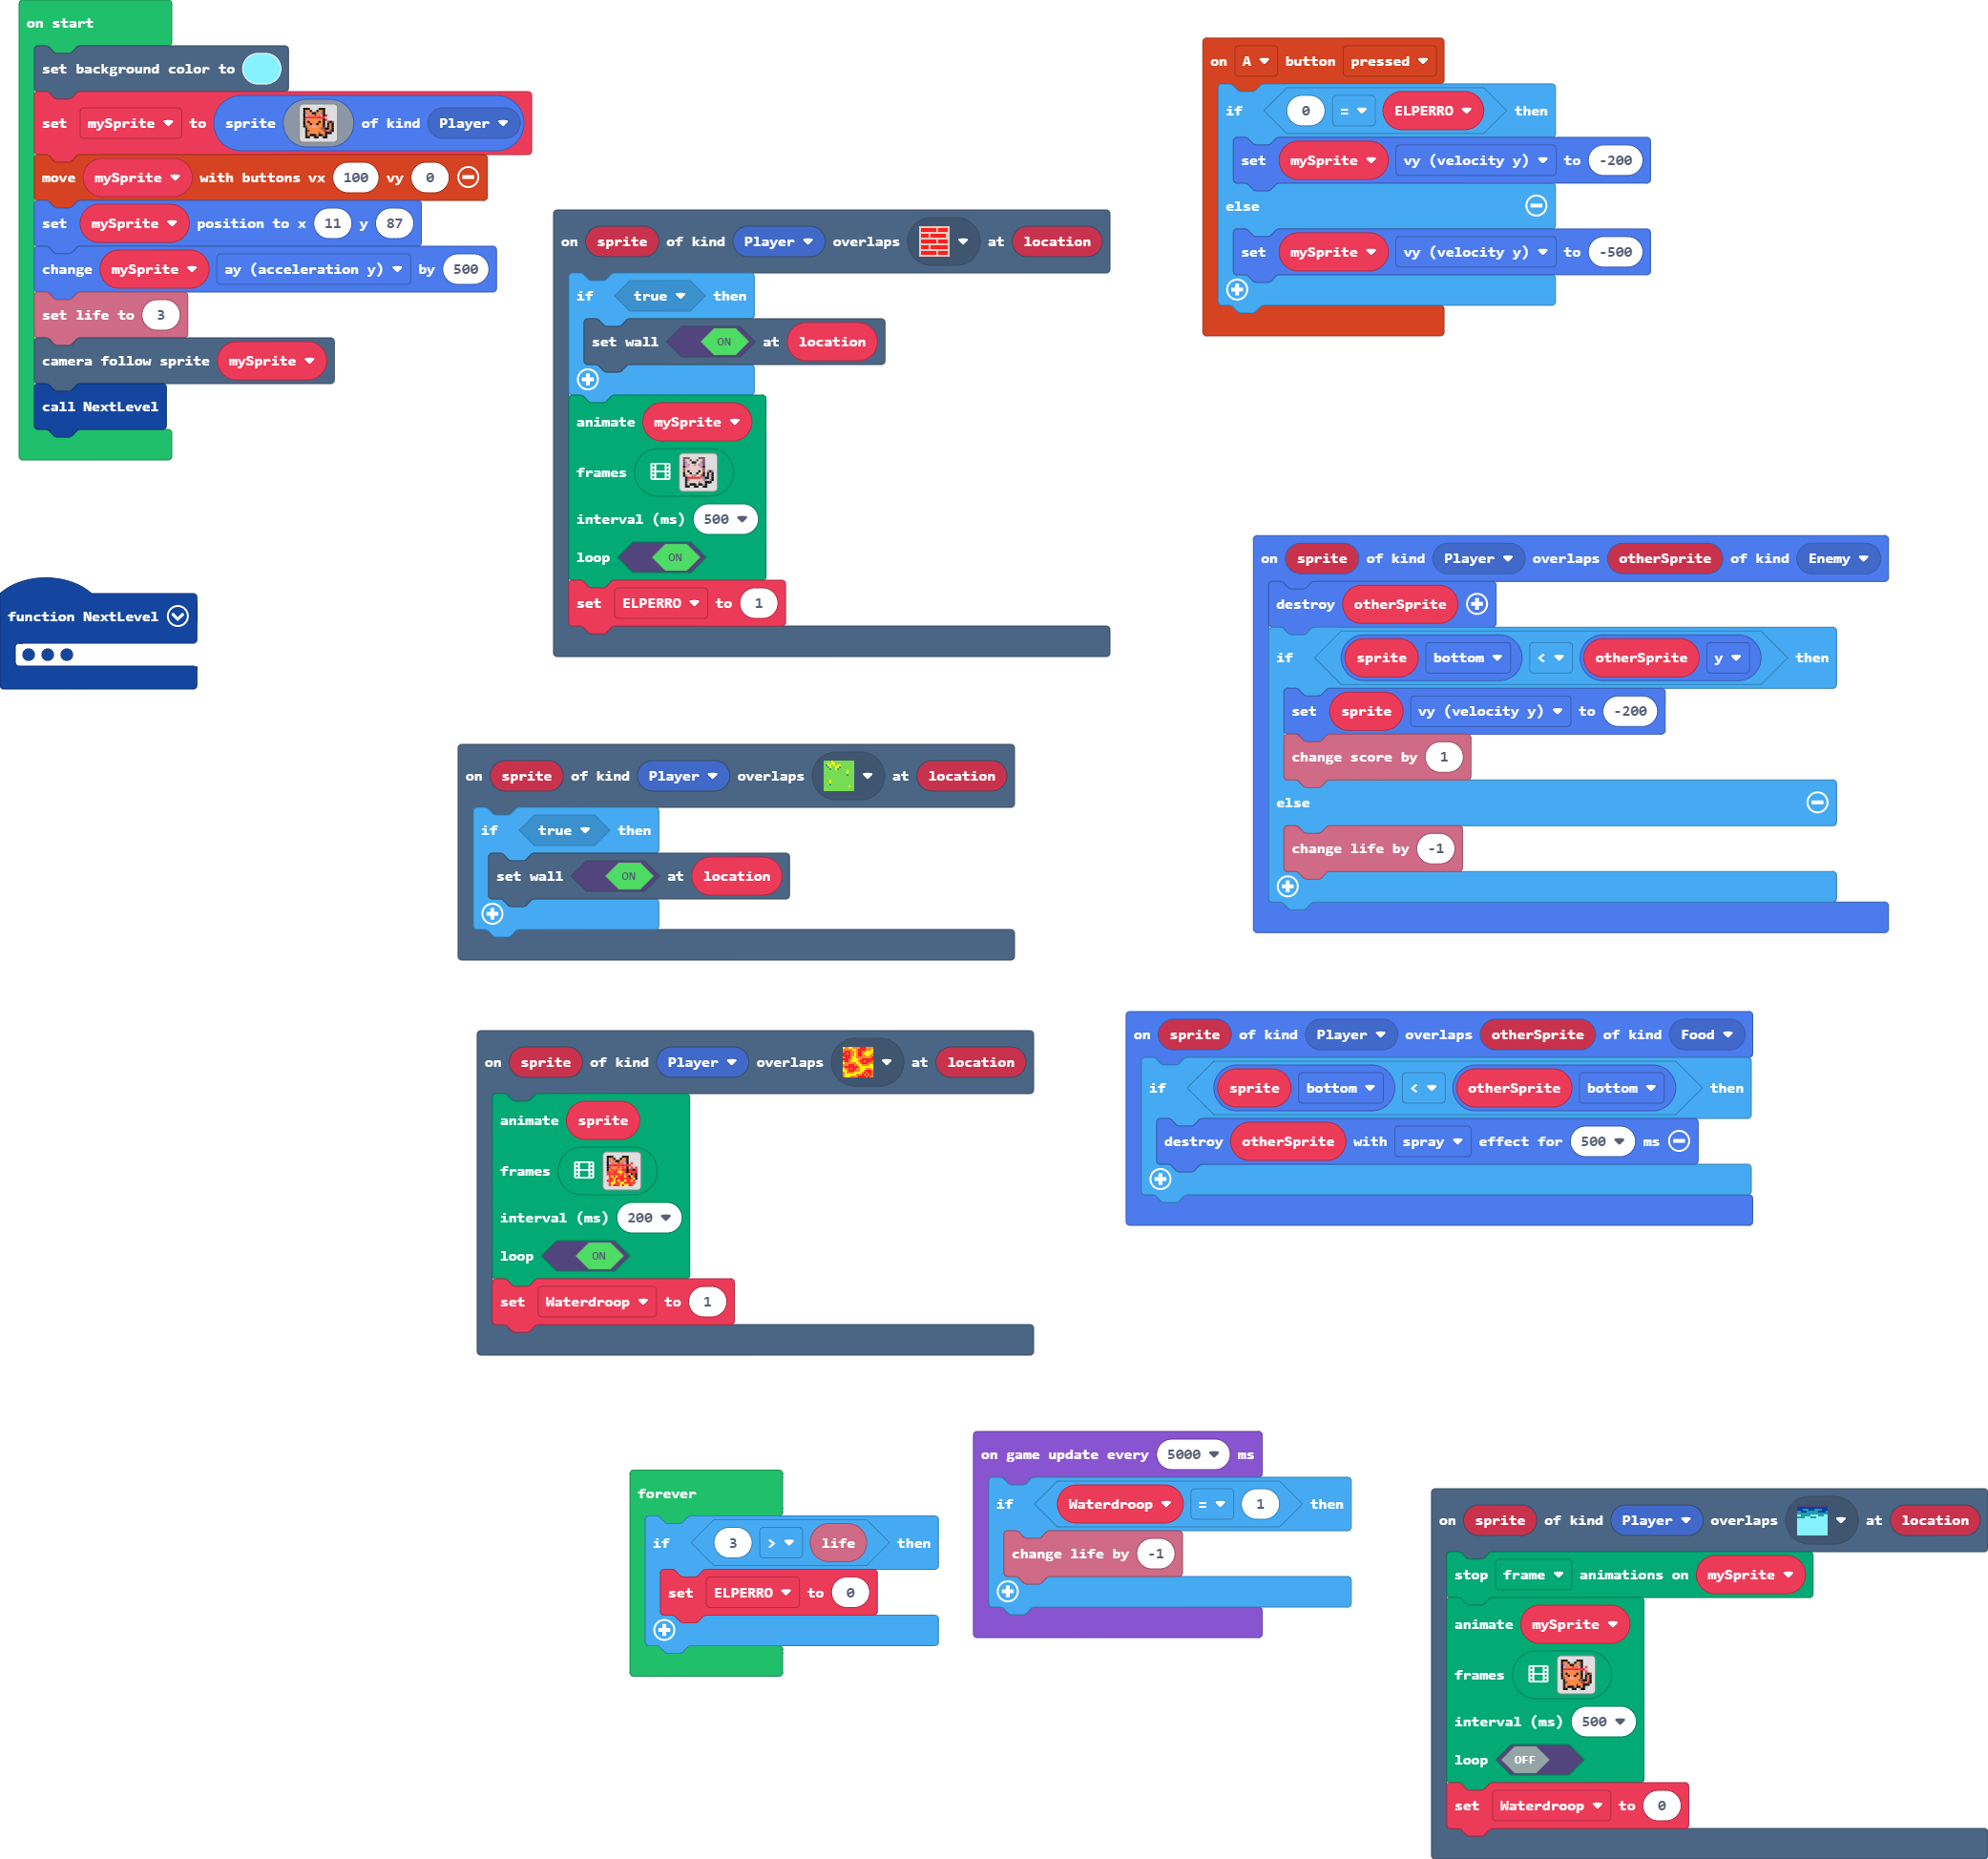 on start
set background color to
set mySprite to sprite of kind Player
move mySprite with buttons vx 100 vy 0
set mySprite position to x 11 y 87
change mySprite ay (acceleration y) by 500
set life to 3
camera follow sprite mySprite
call NextLevel
function NextLevel
on sprite of kind Player overlaps at location
if true then
set wall ON at location
animate mySprite
frames
interval (ms) 500
loop ON
set ELPERRO to 1
on A button pressed
if 0 = ELPERRO then
set mySprite vy (velocity y) to -200
else
set mySprite vy (velocity y) to -500
on sprite of kind Player overlaps otherSprite of kind Enemy
destroy otherSprite
if sprite bottom < otherSprite y then
set sprite vy (velocity y) to -200
change score by 1
else
change life by -1
on sprite of kind Player overlaps at location
if true then
set wall ON at location
on sprite of kind Player overlaps at location
animate sprite
frames
interval (ms) 200
loop ON
set Waterdroop to 1
on sprite of kind Player overlaps otherSprite of kind Food
if sprite bottom < otherSprite bottom then
destroy otherSprite with spray effect for 500 ms
forever
if 3 > life then
set ELPERRO to 0
on game update every 5000 ms
if Waterdroop = 1 then
change life by -1
on sprite of kind Player overlaps at location
stop frame animations on mySprite
animate mySprite
frames
interval (ms) 500
loop OFF
set Waterdroop to 0